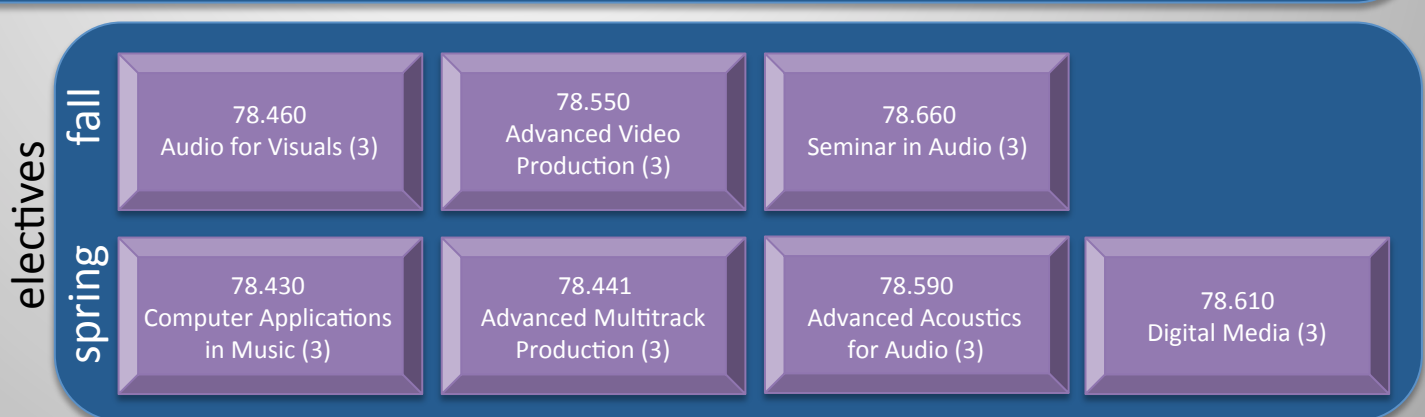 electives
fall
78.460
Audio for Visuals (3)
78.550
Advanced Video
Production (3)
78.660
Seminar in Audio (3)
spring
78.430
Computer Applications
in Music (3)
78.441
Advanced Multitrack
Production (3)
78.590
Advanced Acoustics
for Audio (3)
78.610
Digital Media (3)